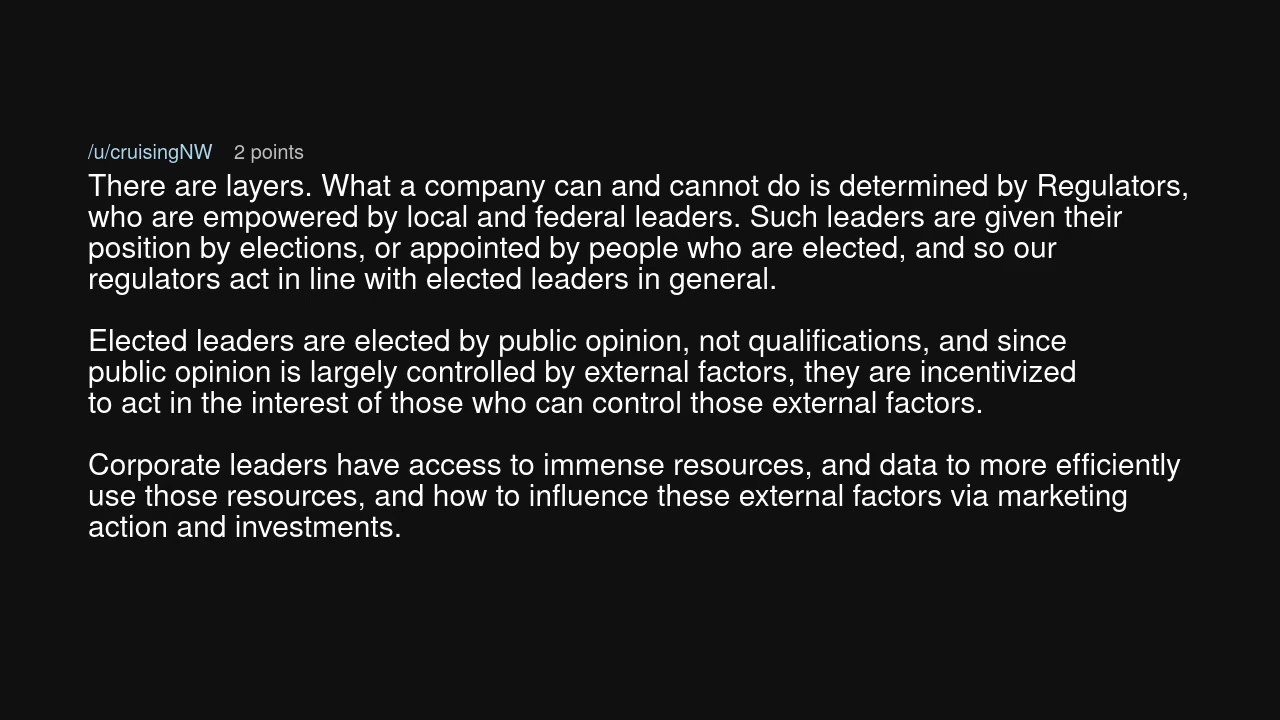 /u/cruisingNW 2 points
There are layers. What a company can and cannot do is determined by Regulators,
who are empowered by local and federal leaders. Such leaders are given their
position by elections, or appointed by people who are elected, and so our
regulators act in line with elected leaders in general.
Elected leaders are elected by public opinion, not qualifications, and since
public opinion is largely controlled by external factors, they are incentivized
to act in the interest of those who can control those external factors.
Corporate leaders have access to immense resources, and data to more efficiently
use those resources, and how to influence these external factors via marketing
action and investments.